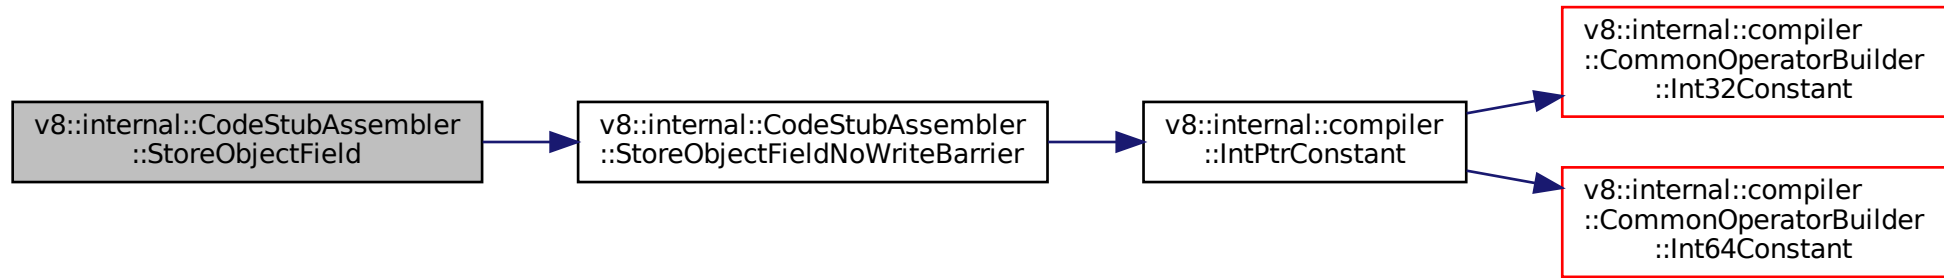 v8::internal::CodeStubAssembler
::StoreObjectField
v8::internal::CodeStubAssembler
::StoreObjectFieldNoWriteBarrier
v8::internal::compiler
::IntPtrConstant
v8::internal::compiler
::CommonOperatorBuilder
::Int32Constant
v8::internal::compiler
::CommonOperatorBuilder
::Int64Constant